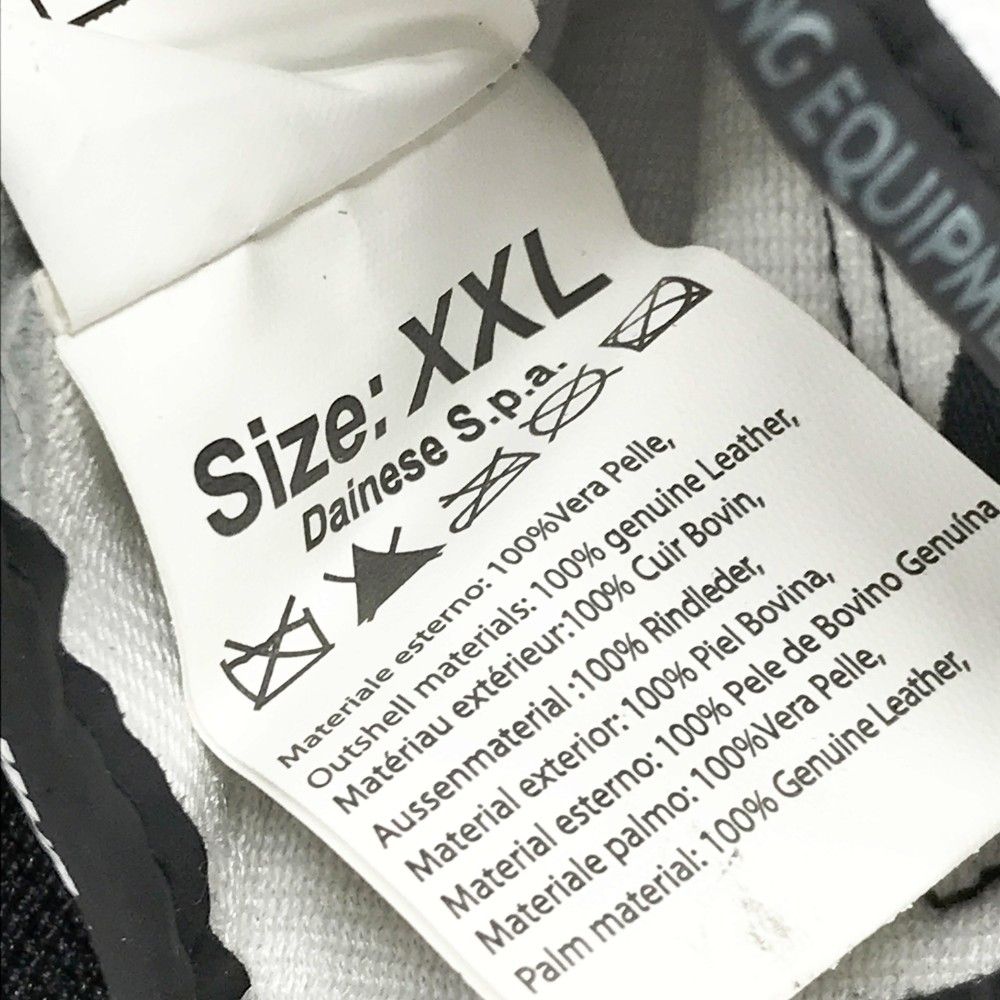 NG EQUIPME
Size: XXL
Dainese S.p.a.
Materiale esterno: 100%Vera Pelle,
Outshell materials: 100% genuine Leather,
Matériau extérieur:100% Cuir Bovin,
Aussenmaterial :100% Rindleder,
Material exterior: 100% Piel Bovina,
Material esterno: 100% Pele de Bovino Genuína
Materiale palmo: 100%Vera Pelle,
Palm material: 100% Genuine Leather,